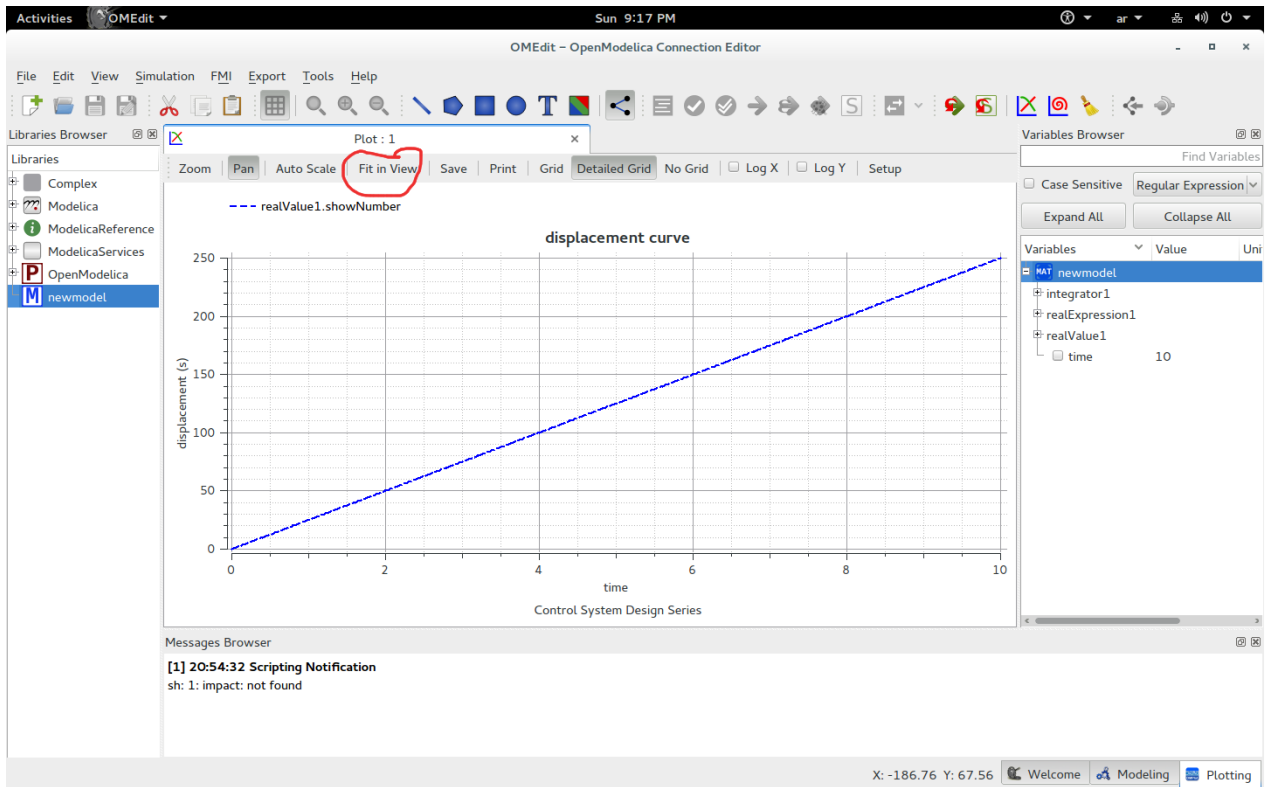 Activities OMEdit Sun 9:17 PM ar
OMEdit - OpenModelica Connection Editor
File Edit View Simulation FMI Export Tools Help
T S
Libraries Browser Plot : 1 Variables Browser
Libraries
Complex
Modelica
ModelicaReference
ModelicaServices
P OpenModelica
M newmodel
Zoom Pan Auto Scale Fit in View Save Print Grid Detailed Grid No Grid Log X Log Y Setup
realValue1.showNumber
displacement curve
250
200
150
100
50
0
displacement (s)
0 2 4 6 8 10
time
Control System Design Series
Find Variables
Case Sensitive Regular Expression
Expand All Collapse All
Variables Value Uni
MAT newmodel
integrator1
realExpression1
realValue1
time 10
Messages Browser
[1] 20:54:32 Scripting Notification
sh: 1: impact: not found
X: -186.76 Y: 67.56 Welcome Modeling Plotting